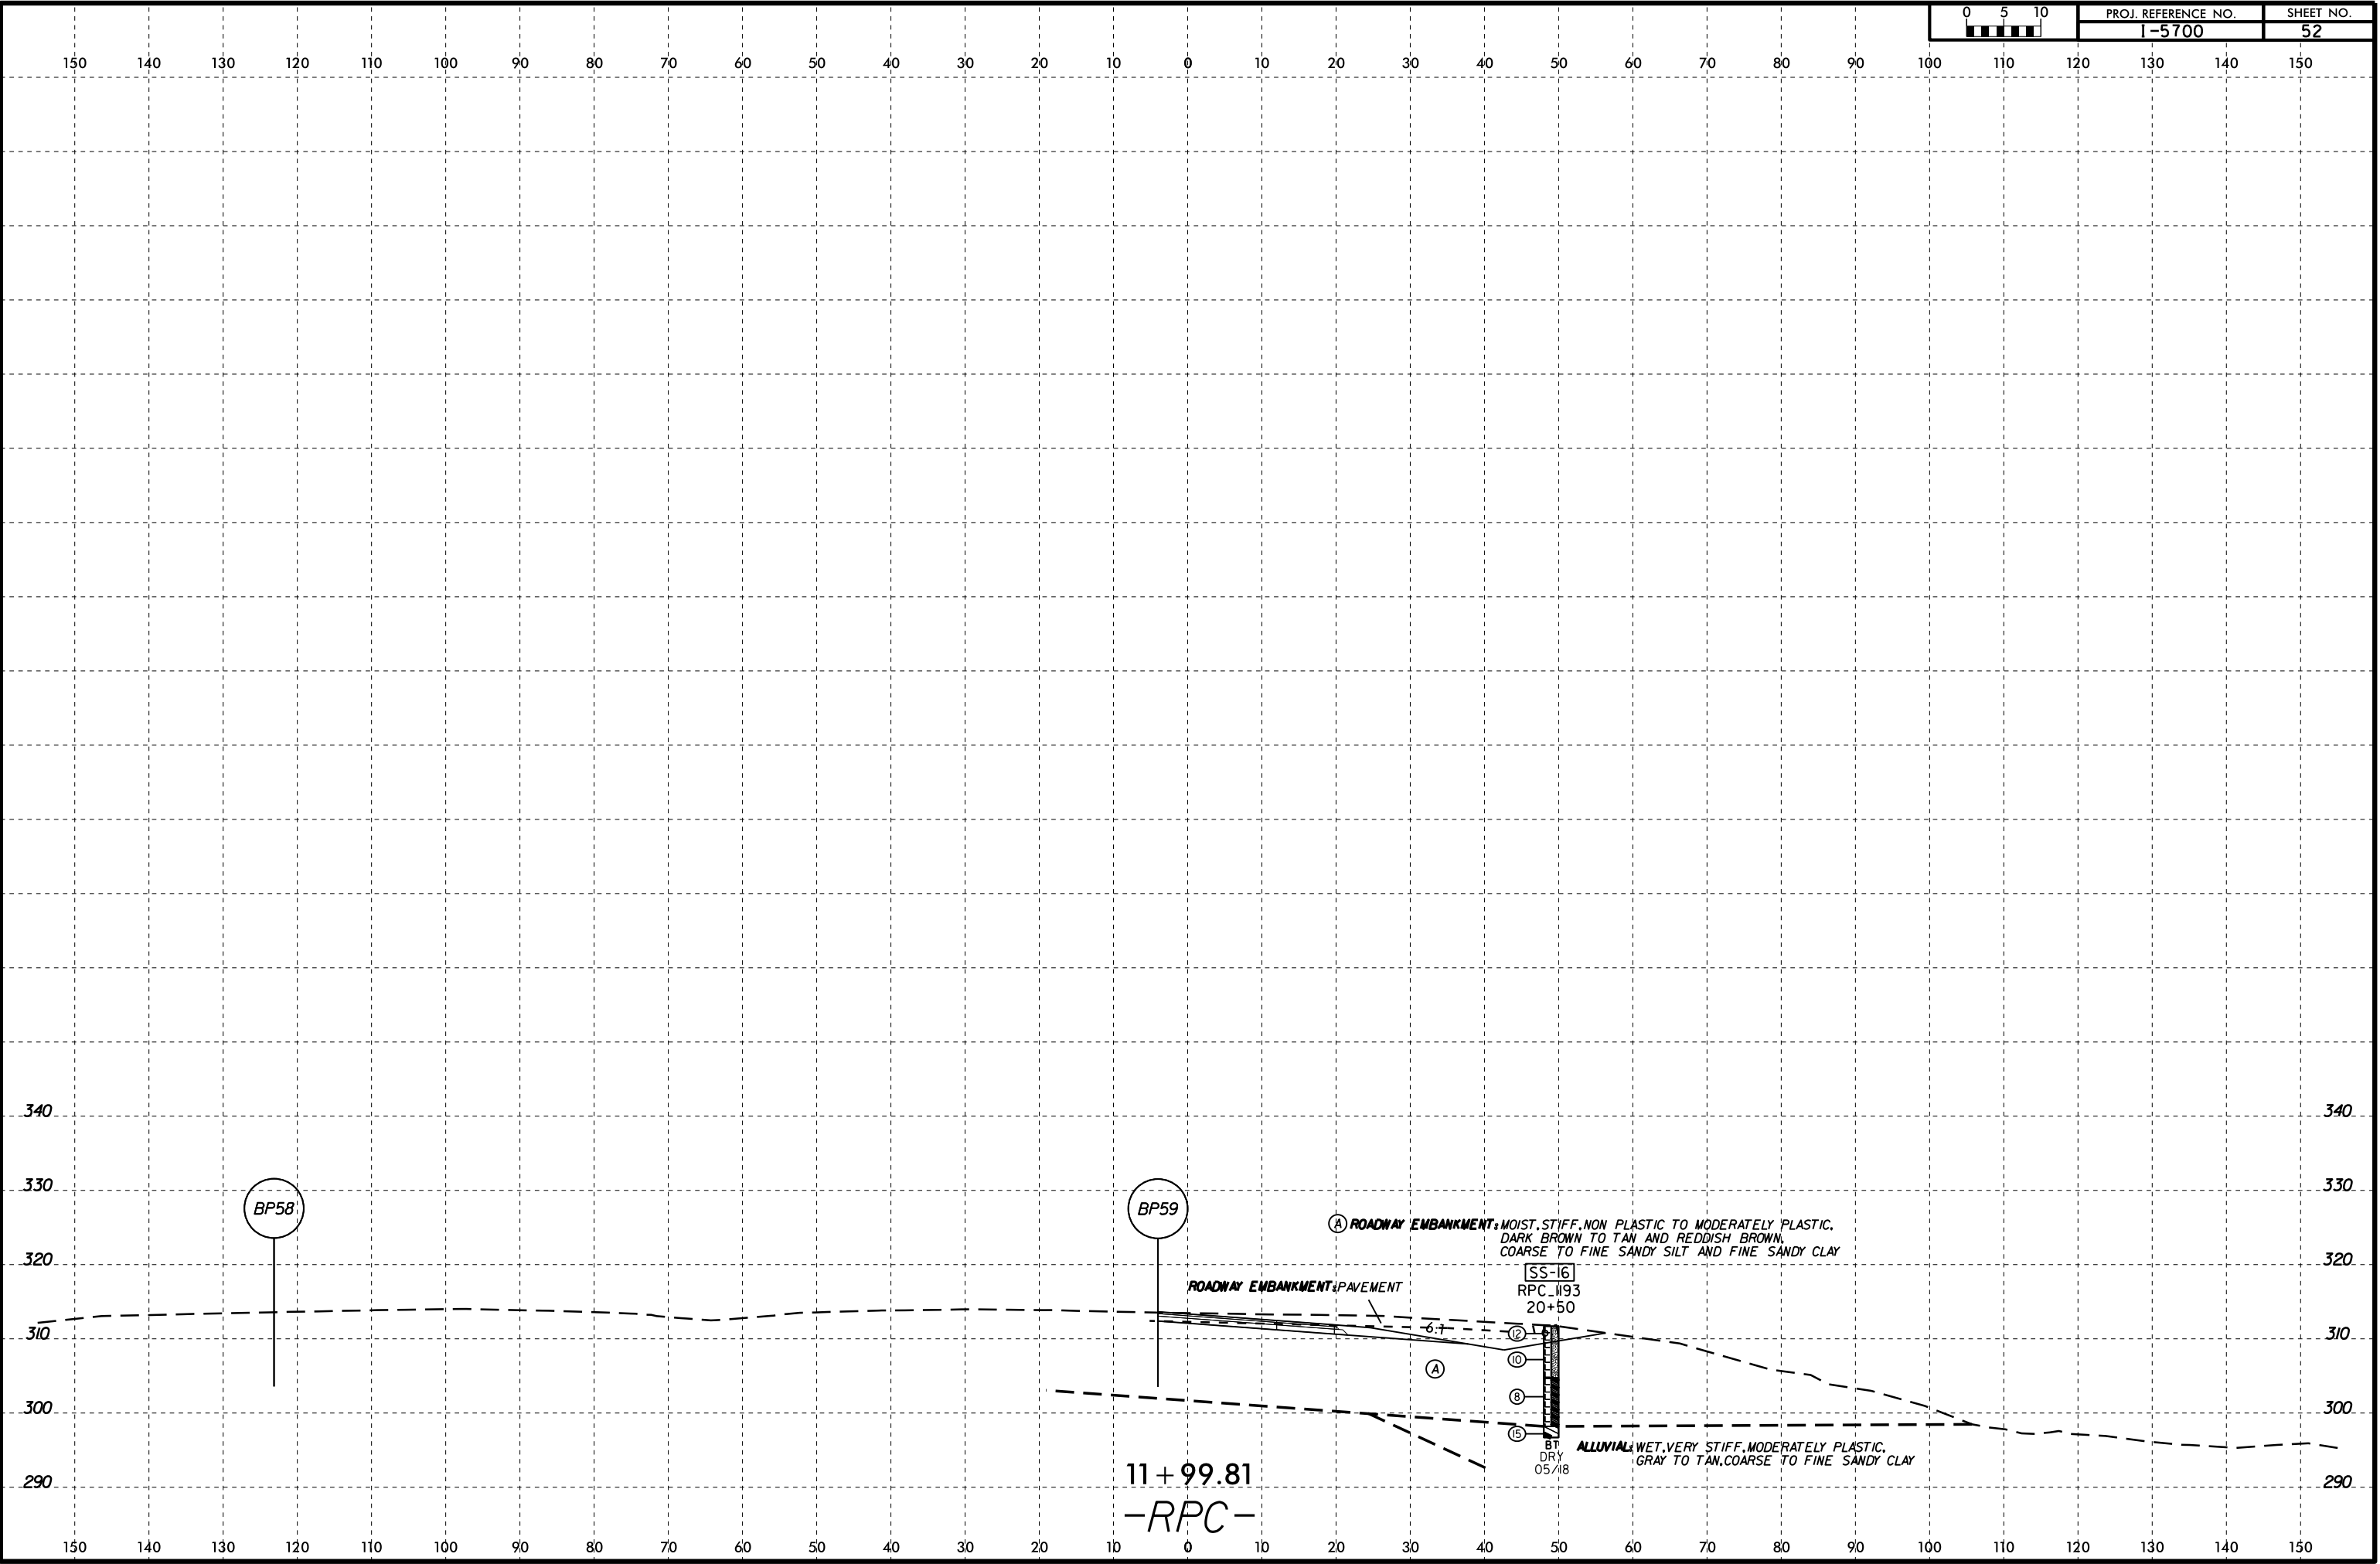 0 5 10
PROJ. REFERENCE NO. SHEET NO.
I-5700 52
150 140 130 120 110 100 90 80 70 60 50 40 30 20 10 0 10 20 30 40 50 60 70 80 90 100 110 120 130 140 150
340 340
330 330
BP58 BP59
Ⓐ ROADWAY EMBANKMENT: MOIST, STIFF, NON PLASTIC TO MODERATELY PLASTIC,
DARK BROWN TO TAN AND REDDISH BROWN,
COARSE TO FINE SANDY SILT AND FINE SANDY CLAY
320 320
SS-16
ROADWAY EMBANKMENT: PAVEMENT
RPC_1193
20+50
310 310
6:1
12
10
A
8
300 300
15
BT
DRY
05/18
ALLUVIAL: WET, VERY STIFF, MODERATELY PLASTIC,
GRAY TO TAN, COARSE TO FINE SANDY CLAY
11+99.81
290 290
-RPC-
150 140 130 120 110 100 90 80 70 60 50 40 30 20 10 0 10 20 30 40 50 60 70 80 90 100 110 120 130 140 150